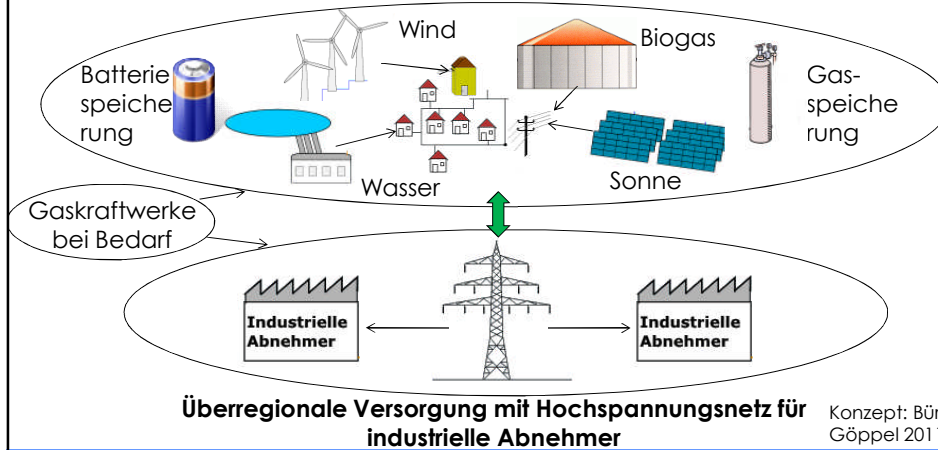 Wind
Biogas
Batterie
speiche
rung
Gas-
speiche
rung
Wasser
Sonne
Gaskraftwerke
bei Bedarf
Industrielle
Abnehmer
Industrielle
Abnehmer
Überregionale Versorgung mit Hochspannungsnetz für
industrielle Abnehmer
Konzept:
Göppel